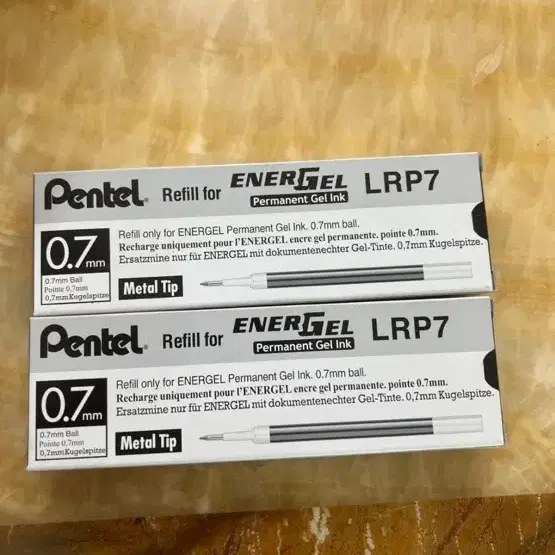 Pentel® Refill for ENERGEL LRP7
Permanent Gel Ink
0.7mm
Refill only for ENERGEL Permanent Gel Ink. 0.7mm ball.
Recharge uniquement pour l'ENERGEL encre gel permanente. pointe 0.7mm.
Ersatzmine nur für ENERGEL mit dokumentenechter Gel-Tinte. 0,7mm Kugelspitze.
0.7mm Ball
Pointe 0,7mm
0,7mmKugelspitze
Metal Tip
Pentel® Refill for ENERGEL LRP7
Permanent Gel Ink
0.7mm
Refill only for ENERGEL Permanent Gel Ink. 0.7mm ball.
Recharge uniquement pour l'ENERGEL encre gel permanente. pointe 0.7mm.
Ersatzmine nur für ENERGEL mit dokumentenechter Gel-Tinte. 0,7mm Kugelspitze.
0.7mm Ball
Pointe 0,7mm
0,7mmKugelspitze
Metal Tip